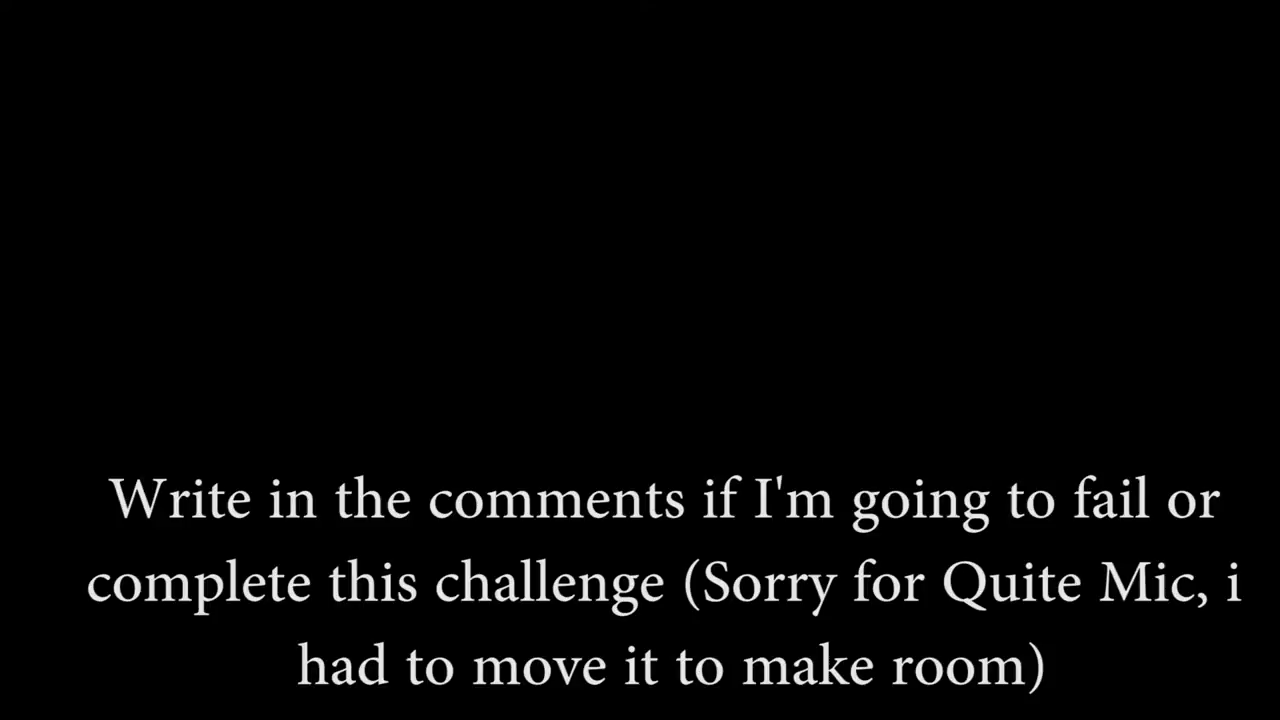 Write in the comments if I'm going to fail or
complete this challenge (Sorry for Quite Mic, i
had to move it to make room)